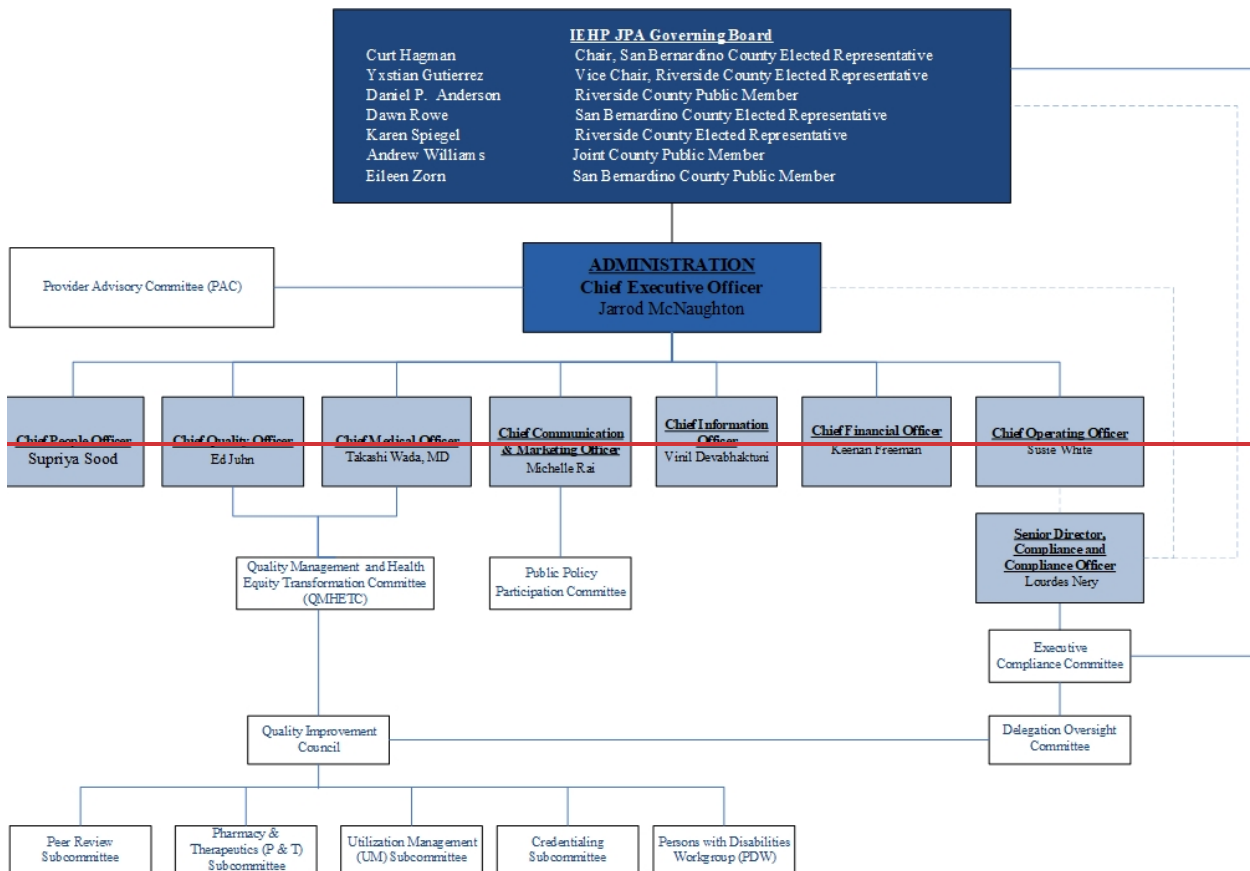 IEHP JPA Governing Board
Curt Hagman Chair, San Bernardino County Elected Representative
Yxstian Gutierrez Vice Chair, Riverside County Elected Representative
Daniel P. Anderson Riverside County Public Member
Dawn Rowe San Bernardino County Elected Representative
Karen Spiegel Riverside County Elected Representative
Andrew Williams Joint County Public Member
Eileen Zorn San Bernardino County Public Member
Provider Advisory Committee (PAC)
ADMINISTRATION
Chief Executive Officer
Jarrod McNaughton
Chief People Officer
Supriya Sood
Chief Quality Officer
Ed Juhn
Chief Medical Officer
Takashi Wada, MD
Chief Communication
& Marketing Officer
Michelle Rai
Chief Information
Officer
Vinil Devabhaktuni
Chief Financial Officer
Keenan Freeman
Chief Operating Officer
Susie White
Quality Management and Health
Equity Transformation Committee
(QMHETC)
Public Policy
Participation Committee
Senior Director,
Compliance and
Compliance Officer
Lourdes Nery
Executive
Compliance Committee
Quality Improvement
Council
Delegation Oversight
Committee
Peer Review
Subcommittee
Pharmacy &
Therapeutics (P & T)
Subcommittee
Utilization Management
(UM) Subcommittee
Credentialing
Subcommittee
Persons with Disabilities
Workgroup (PDW)